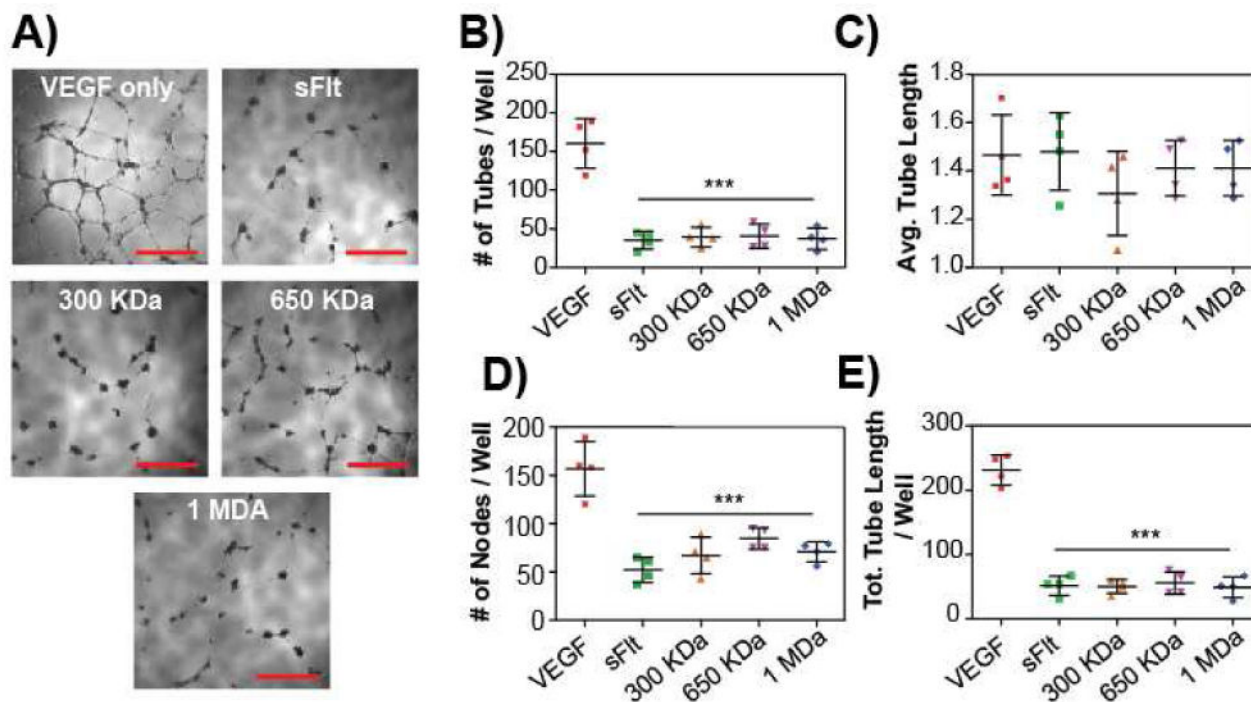 A)
VEGF only
sFlt
300 KDa
650 KDa
1 MDA
B)
# of Tubes / Well
250
200
150
100
50
0
***
VEGF
sFlt
300 KDa
650 KDa
1 MDa
C)
Avg. Tube Length
1.8
1.6
1.4
1.2
1.0
VEGF
sFlt
300 KDa
650 KDa
1 MDa
D)
# of Nodes / Well
200
150
100
50
0
***
VEGF
sFlt
300 KDa
650 KDa
1 MDa
E)
Tot. Tube Length
/ Well
300
200
100
0
***
VEGF
sFlt
300 KDa
650 KDa
1 MDa